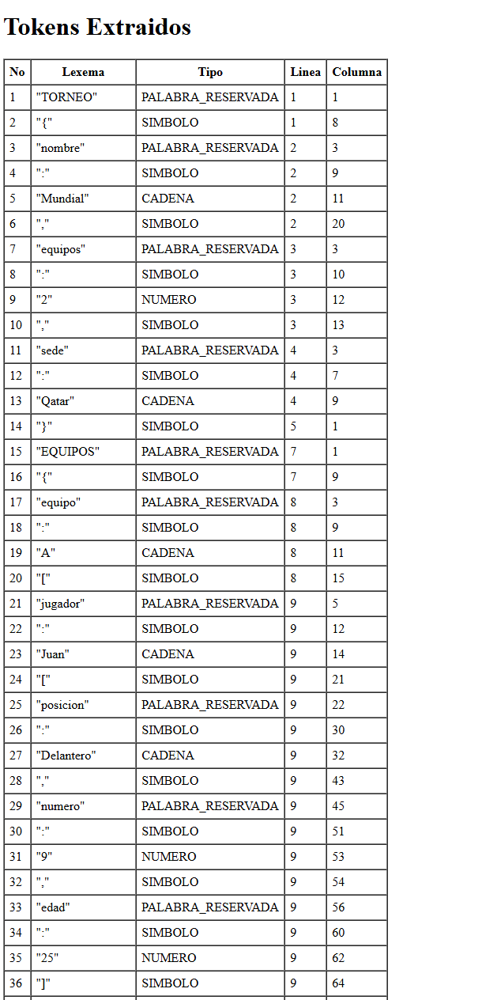 Tokens Extraidos
No Lexema Tipo Linea Columna
1 "TORNEO" PALABRA_RESERVADA 1 1
2 "{" SIMBOLO 1 8
3 "nombre" PALABRA_RESERVADA 2 3
4 ":" SIMBOLO 2 9
5 "Mundial" CADENA 2 11
6 "," SIMBOLO 2 20
7 "equipos" PALABRA_RESERVADA 3 3
8 ":" SIMBOLO 3 10
9 "2" NUMERO 3 12
10 "," SIMBOLO 3 13
11 "sede" PALABRA_RESERVADA 4 3
12 ":" SIMBOLO 4 7
13 "Qatar" CADENA 4 9
14 "}" SIMBOLO 5 1
15 "EQUIPOS" PALABRA_RESERVADA 7 1
16 "{" SIMBOLO 7 9
17 "equipo" PALABRA_RESERVADA 8 3
18 ":" SIMBOLO 8 9
19 "A" CADENA 8 11
20 "[" SIMBOLO 8 15
21 "jugador" PALABRA_RESERVADA 9 5
22 ":" SIMBOLO 9 12
23 "Juan" CADENA 9 14
24 "[" SIMBOLO 9 21
25 "posicion" PALABRA_RESERVADA 9 22
26 ":" SIMBOLO 9 30
27 "Delantero" CADENA 9 32
28 "," SIMBOLO 9 43
29 "numero" PALABRA_RESERVADA 9 45
30 ":" SIMBOLO 9 51
31 "9" NUMERO 9 53
32 "," SIMBOLO 9 54
33 "edad" PALABRA_RESERVADA 9 56
34 ":" SIMBOLO 9 60
35 "25" NUMERO 9 62
36 "]" SIMBOLO 9 64